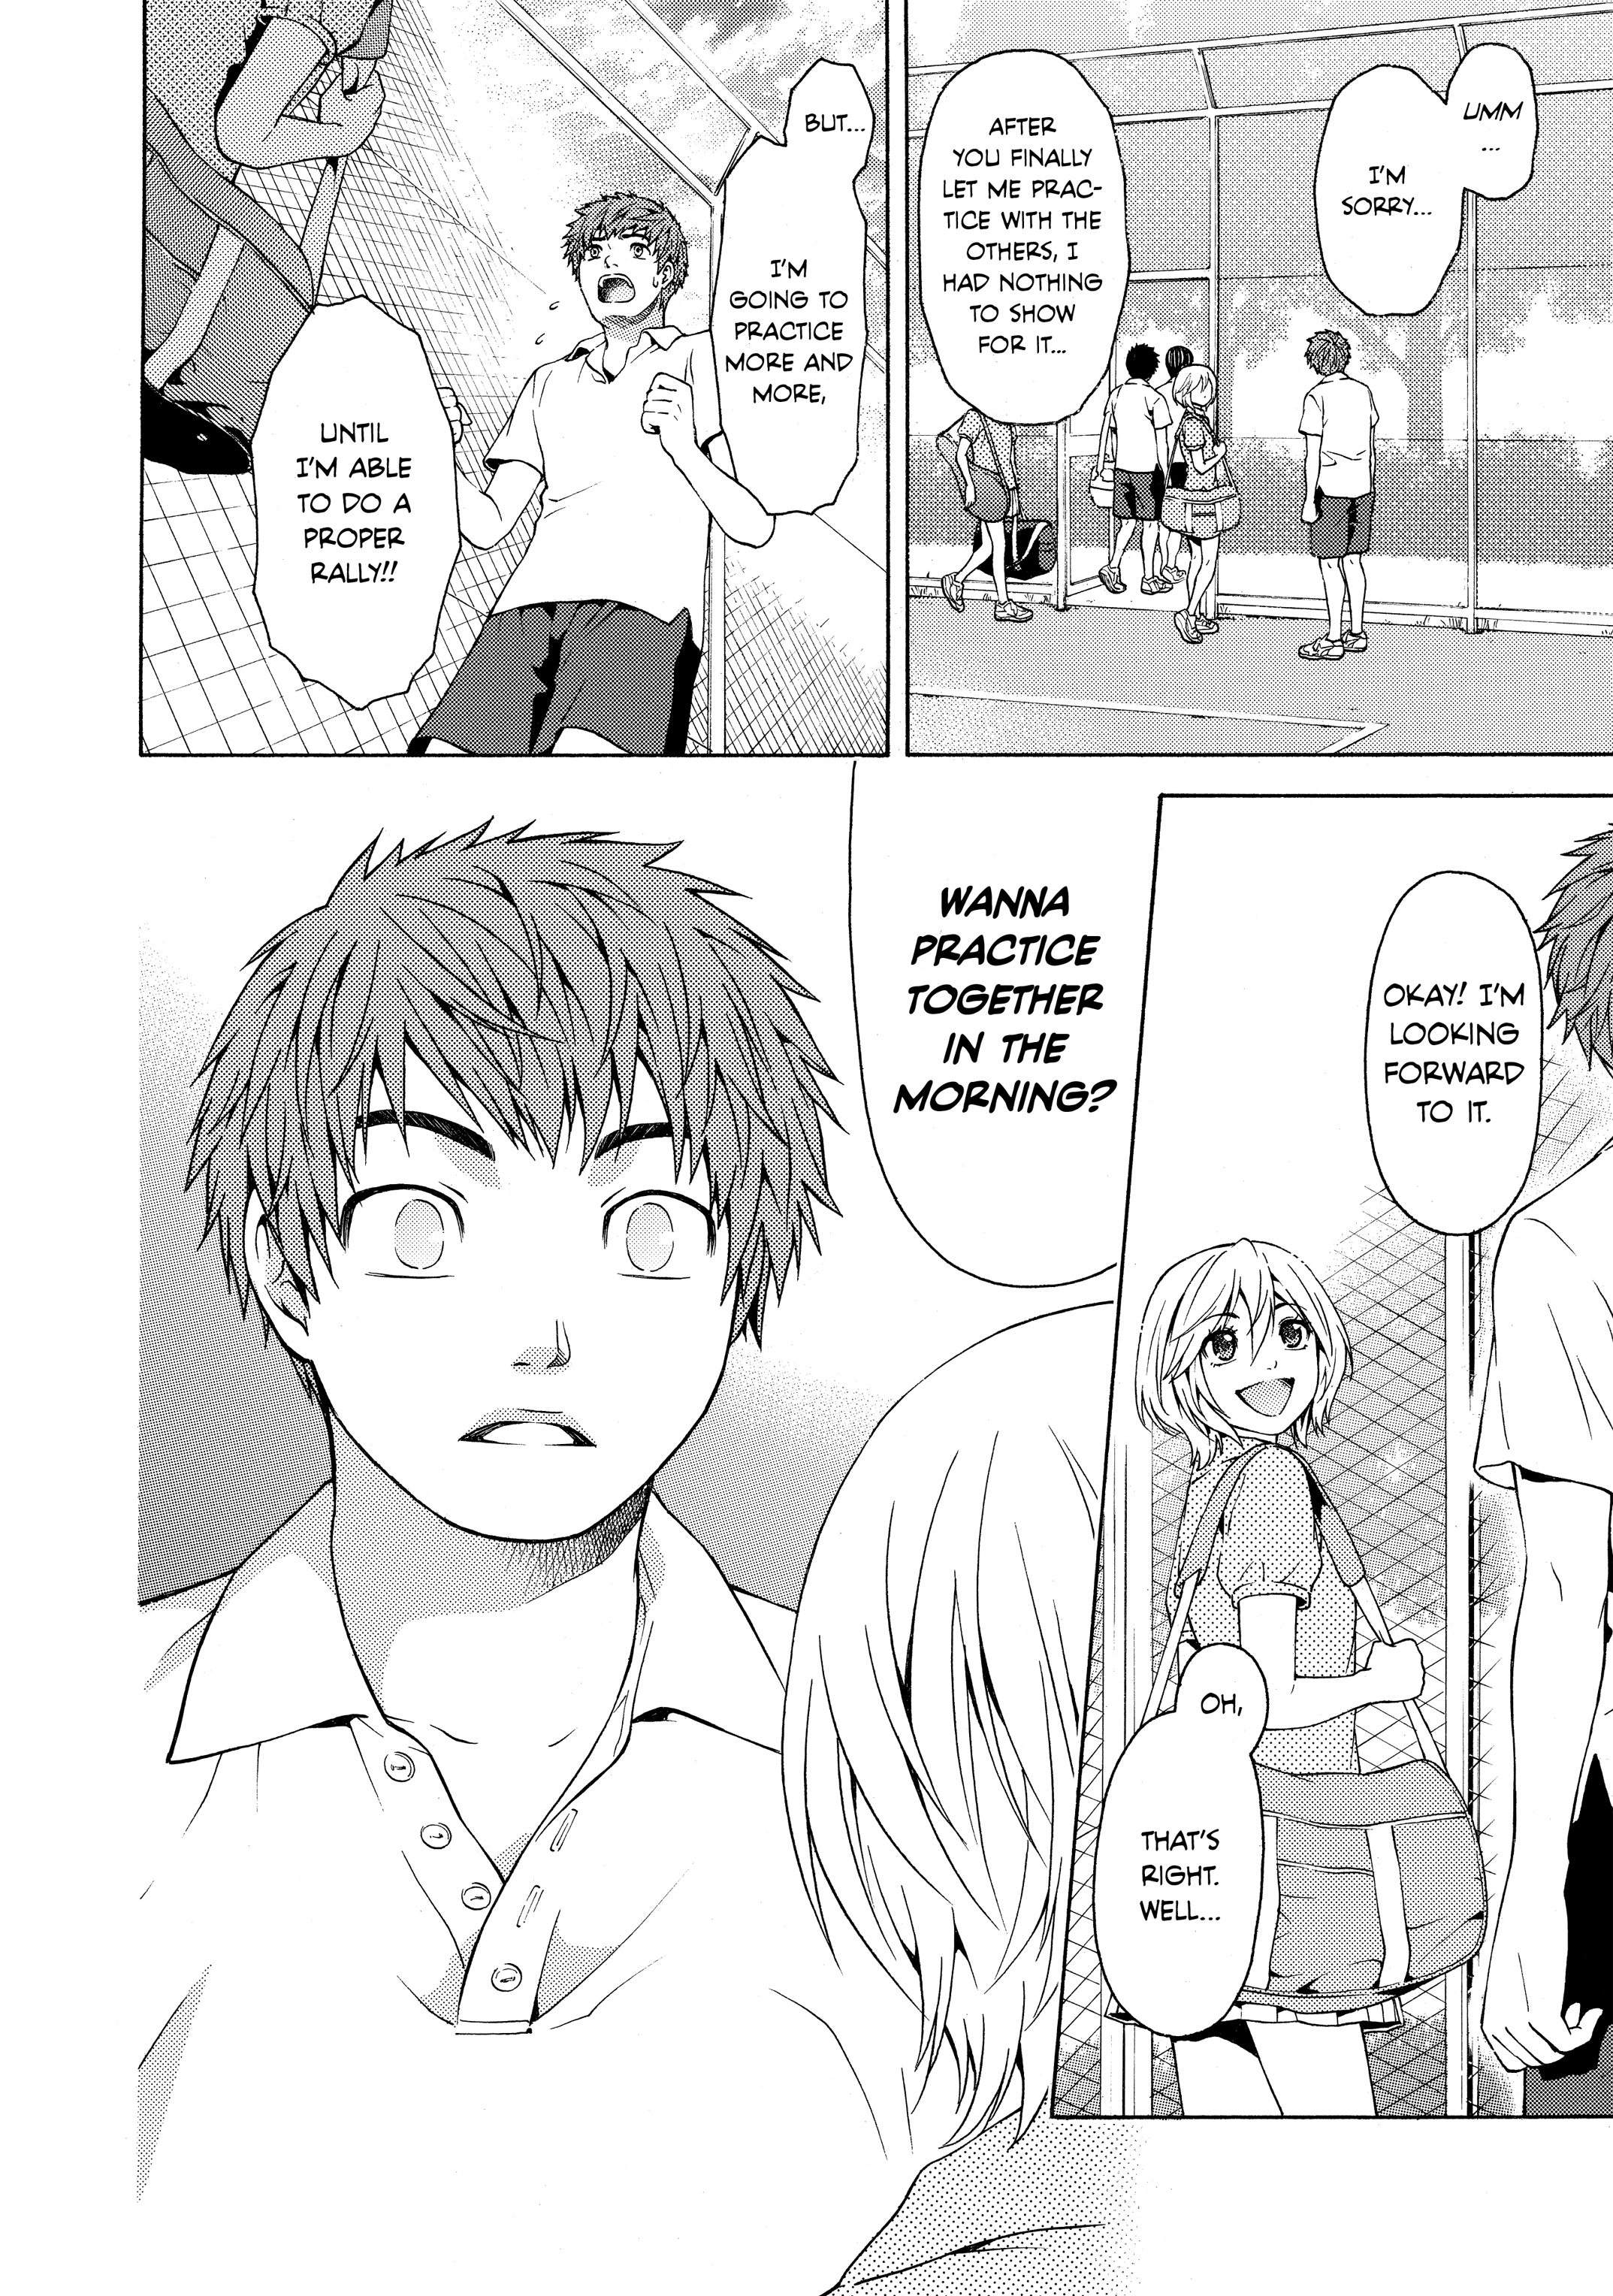 UMM
...
I'M
SORRY...
AFTER
YOU FINALLY
LET ME PRAC-
TICE WITH THE
OTHERS, I
HAD NOTHING
TO SHOW
FOR IT...
BUT...
I'M
GOING TO
PRACTICE
MORE AND
MORE,
UNTIL
I'M ABLE
TO DO A
PROPER
RALLY!!
OKAY! I'M
LOOKING
FORWARD
TO IT.
OH,
THAT'S
RIGHT.
WELL...
WANNA
PRACTICE
TOGETHER
IN THE
MORNING?